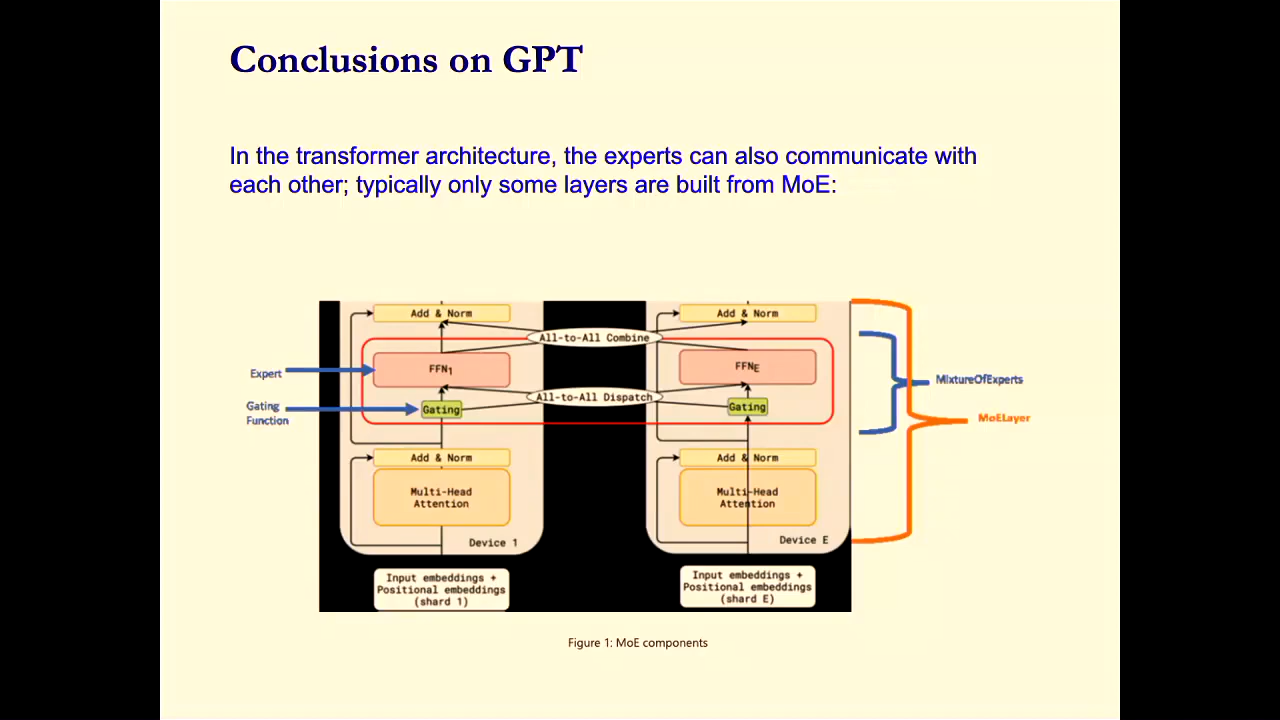 Conclusions on GPT
In the transformer architecture, the experts can also communicate with
each other; typically only some layers are built from MoE:
Add & Norm
Add & Norm
All-to-All Combine
Expert
FFN1
FFNE
MixtureOfExperts
All-to-All Dispatch
Gating
Function
Gating
Gating
MoELayer
Add & Norm
Add & Norm
Multi-Head
Attention
Multi-Head
Attention
Device 1
Device E
Input embeddings +
Positional embeddings
(shard 1)
Input embeddings +
Positional embeddings
(shard E)
Figure 1: MoE components